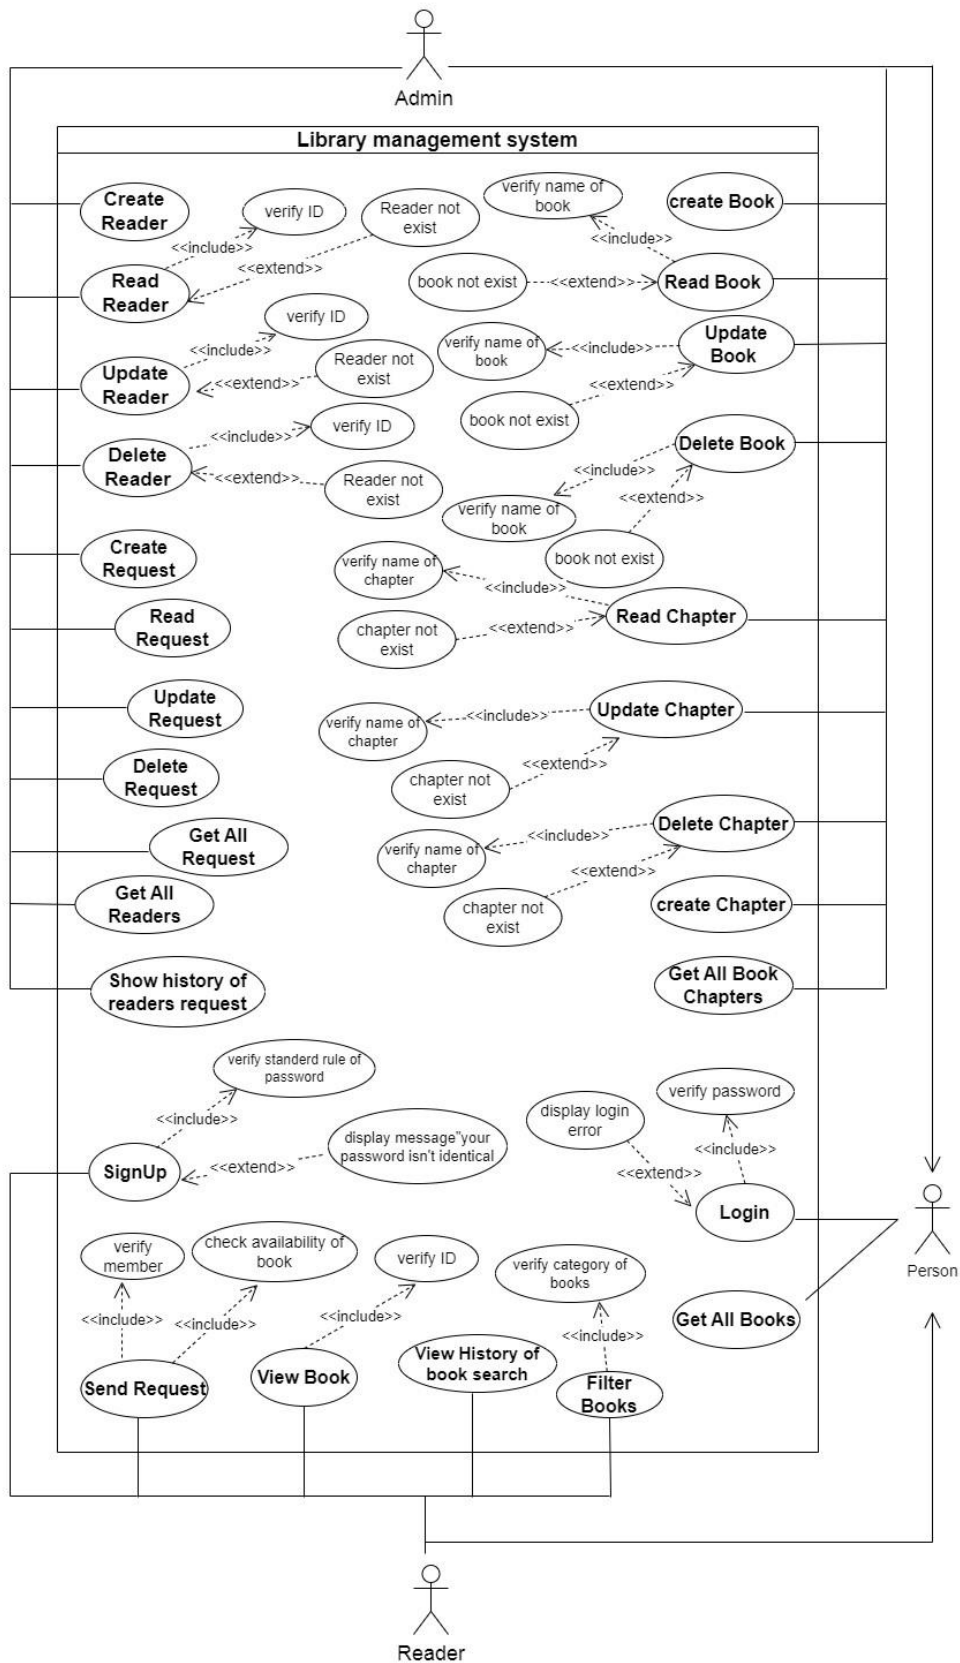 Admin
Library management system
Create
Reader
verify ID
<<include>>
Reader not
exist
<<extend>>
Read
Reader
verify ID
<<include>>
Reader not
exist
<<extend>>
Update
Reader
verify ID
<<include>>
Reader not
exist
<<extend>>
Delete
Reader
Create
Request
Read
Request
Update
Request
Delete
Request
Get All
Request
Get All
Readers
Show history of
readers request
verify name of
book
create Book
<<include>>
book not exist
<<extend>>
Read Book
verify name of
book
<<include>>
Update
Book
<<extend>>
book not exist
Delete Book
<<include>>
<<extend>>
verify name of
book
book not exist
verify name of
chapter
<<include>>
chapter not
exist
<<extend>>
Read Chapter
verify name of
chapter
<<include>>
Update Chapter
<<extend>>
chapter not
exist
verify name of
chapter
<<include>>
Delete Chapter
<<extend>>
chapter not
exist
create Chapter
Get All Book
Chapters
verify standerd rule of
password
<<include>>
SignUp
<<extend>>
display message"your
password isn't identical
display login
error
verify password
<<include>>
<<extend>>
Login
Person
verify
member
check availability of
book
<<include>>
<<include>>
Send Request
verify ID
<<include>>
View Book
View History of
book search
verify category of
books
<<include>>
Filter
Books
Get All Books
Reader